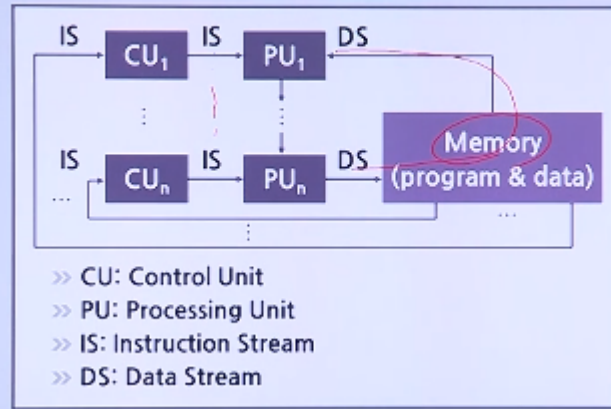 IS IS DS
CU1 PU1
⋮ ⋮
IS IS DS Memory
... CUn PUn (program & data)
⋮ ...
» CU: Control Unit
» PU: Processing Unit
» IS: Instruction Stream
» DS: Data Stream